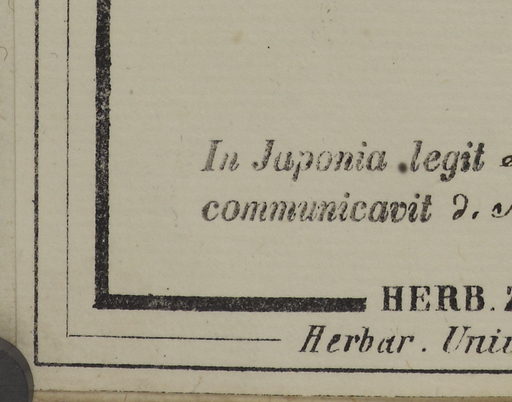 In Japonia legit
communicavit d.
HERB.
Herbar.